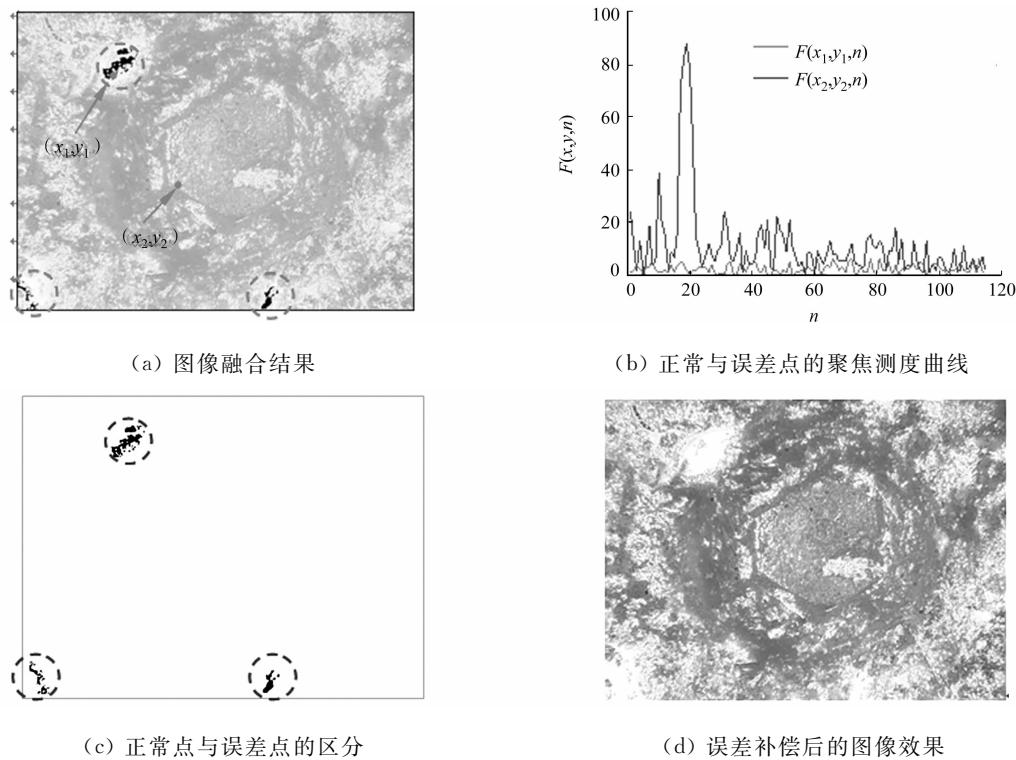 (x₁,y₁)
(x₂,y₂)
100
80
60
40
20
0
F(x,y,n)
F(x₁,y₁,n)
F(x₂,y₂,n)
0 20 40 60 80 100 120
n
(a) 图像融合结果
(b) 正常与误差点的聚焦测度曲线
(c) 正常点与误差点的区分
(d) 误差补偿后的图像效果